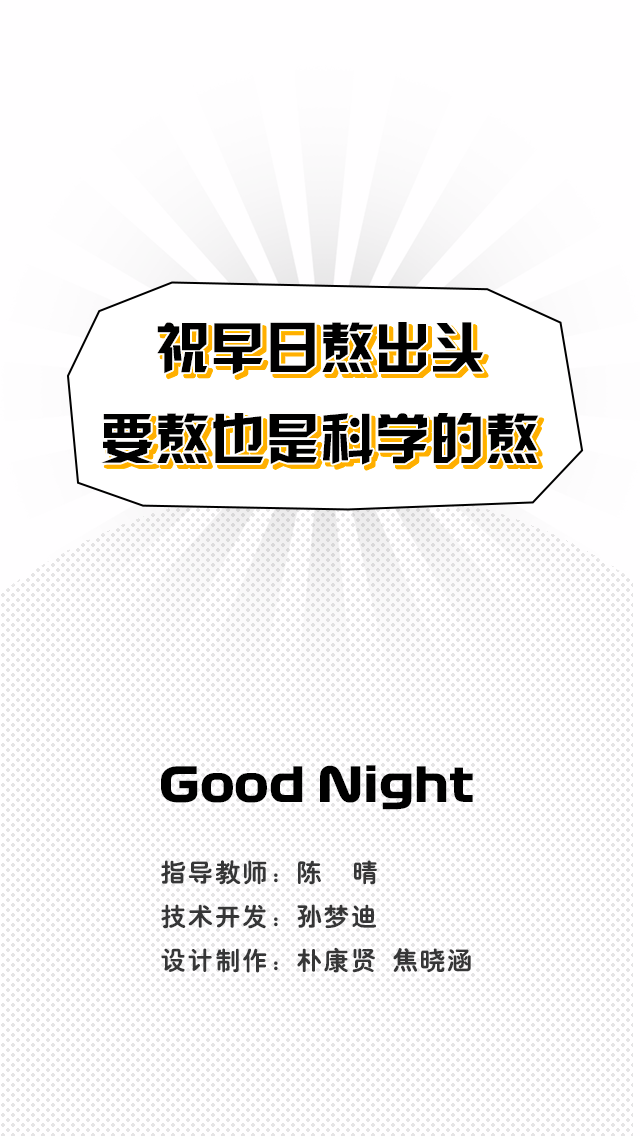 祝早日熬出头
要熬也是科学的熬
Good Night
指导教师：陈　晴
技术开发：孙梦迪
设计制作：朴康贤 焦晓涵